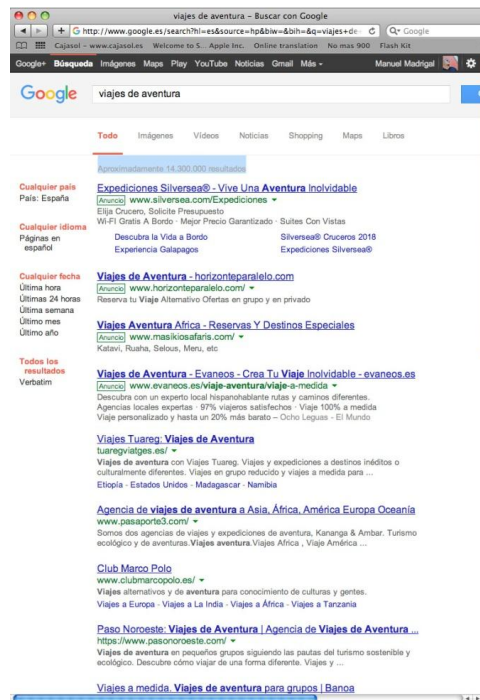 viajes de aventura – Buscar con Google
http://www.google.es/search?hl=es&source=hp&biw=&bih=&q=viajes+de+
Google
Cajasol – www.cajasol.es Welcome to S... Apple Inc. Online translation No mas 900 Flash Kit
Google+ Búsqueda Imágenes Maps Play YouTube Noticias Gmail Más
Manuel Madrigal
Google
viajes de aventura
Todo Imágenes Vídeos Noticias Shopping Maps Libros
Aproximadamente 14.300.000 resultados
Cualquier país
País: España
Cualquier idioma
Páginas en
español
Cualquier fecha
Última hora
Últimas 24 horas
Última semana
Último mes
Último año
Todos los
resultados
Verbatim
Expediciones Silversea® - Vive Una Aventura Inolvidable
Anuncio www.silversea.com/Expediciones
Elija Crucero, Solicite Presupuesto
Wi-FI Gratis A Bordo · Mejor Precio Garantizado · Suites Con Vistas
Descubra la Vida a Bordo Silversea® Cruceros 2018
Experiencia Galapagos Expediciones Silversea®
Viajes de Aventura - horizonteparalelo.com
Anuncio www.horizonteparalelo.com/
Reserva tu Viaje Alternativo Ofertas en grupo y en privado
Viajes Aventura Africa - Reservas Y Destinos Especiales
Anuncio www.masikiosafaris.com/
Katavi, Ruaha, Selous, Meru, etc
Viajes de Aventura - Evaneos - Crea Tu Viaje Inolvidable - evaneos.es
Anuncio www.evaneos.es/viaje-aventura/viaje-a-medida
Descubra con un experto local hispanohablante rutas y caminos diferentes.
Agencias locales expertas · 97% viajeros satisfechos · Viaje 100% a medida
Viaje personalizado y hasta un 20% más barato – Ocho Leguas - El Mundo
Viajes Tuareg: Viajes de Aventura
tuaregviatges.es/
Viajes de aventura con Viajes Tuareg. Viajes y expediciones a destinos inéditos o
culturalmente diferentes. Viajes en grupo reducido y viajes a medida para ...
Etiopía - Estados Unidos - Madagascar - Namibia
Agencia de viajes de aventura a Asia, África, América Europa Oceanía
www.pasaporte3.com/
Somos dos agencias de viajes y expediciones de aventura, Kananga & Ambar. Turismo
ecológico y de aventuras.Viajes aventura.Viajes Africa , Viaje América ...
Club Marco Polo
www.clubmarcopolo.es/
Viajes alternativos y de aventura para conocimiento de culturas y gentes.
Viajes a Europa - Viajes a La India - Viajes a África - Viajes a Tanzania
Paso Noroeste: Viajes de Aventura | Agencia de Viajes de Aventura ...
https://www.pasonoroeste.com/
Viajes de aventura en pequeños grupos siguiendo las pautas del turismo sostenible y
ecológico. Descubre cómo viajar de una forma diferente. Viajes y ...
Viajes a medida. Viajes de aventura para grupos | Banoa